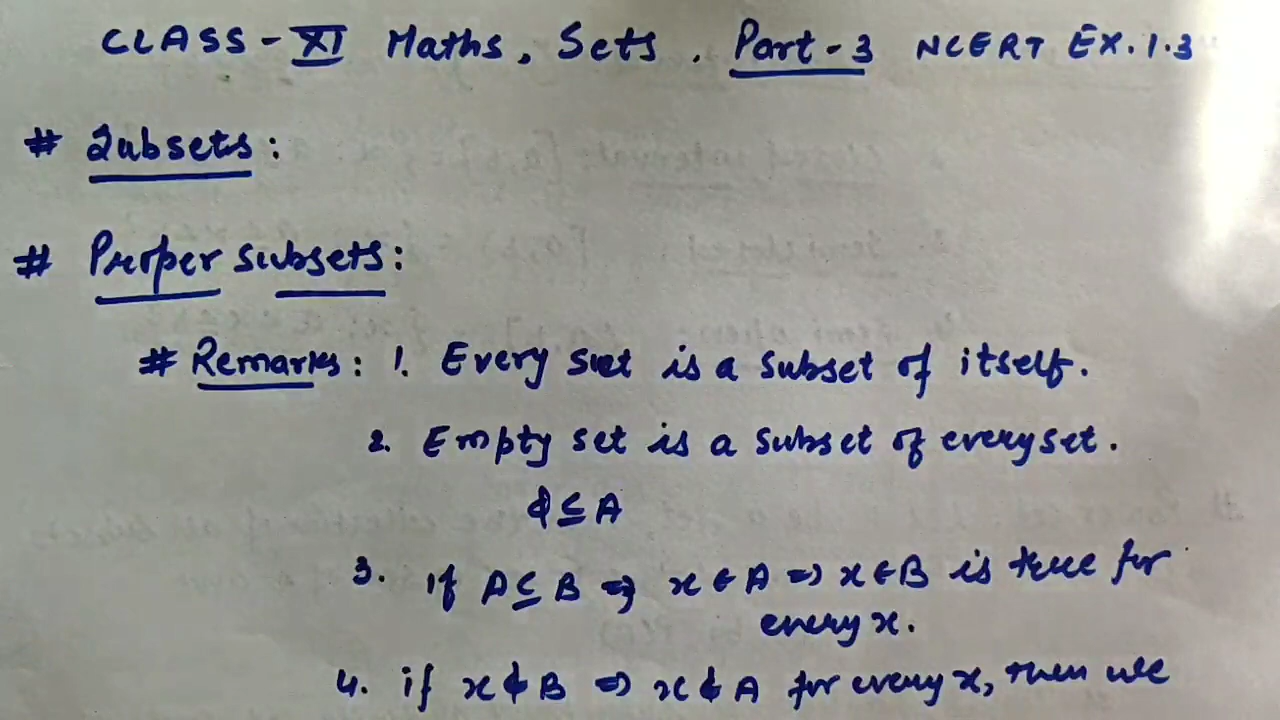 CLASS-XI Maths, Sets, Part-3 NCERT EX.1.3
# Subsets:
# Proper subsets:
# Remarks: 1. Every set is a subset of itself.
2. Empty set is a subset of every set.
ϕ⊆A
3. if A⊆B ⇒ x∈A ⇒ x∈B is true for
every x.
4. if x∉B ⇒ x∉A for every x, then we